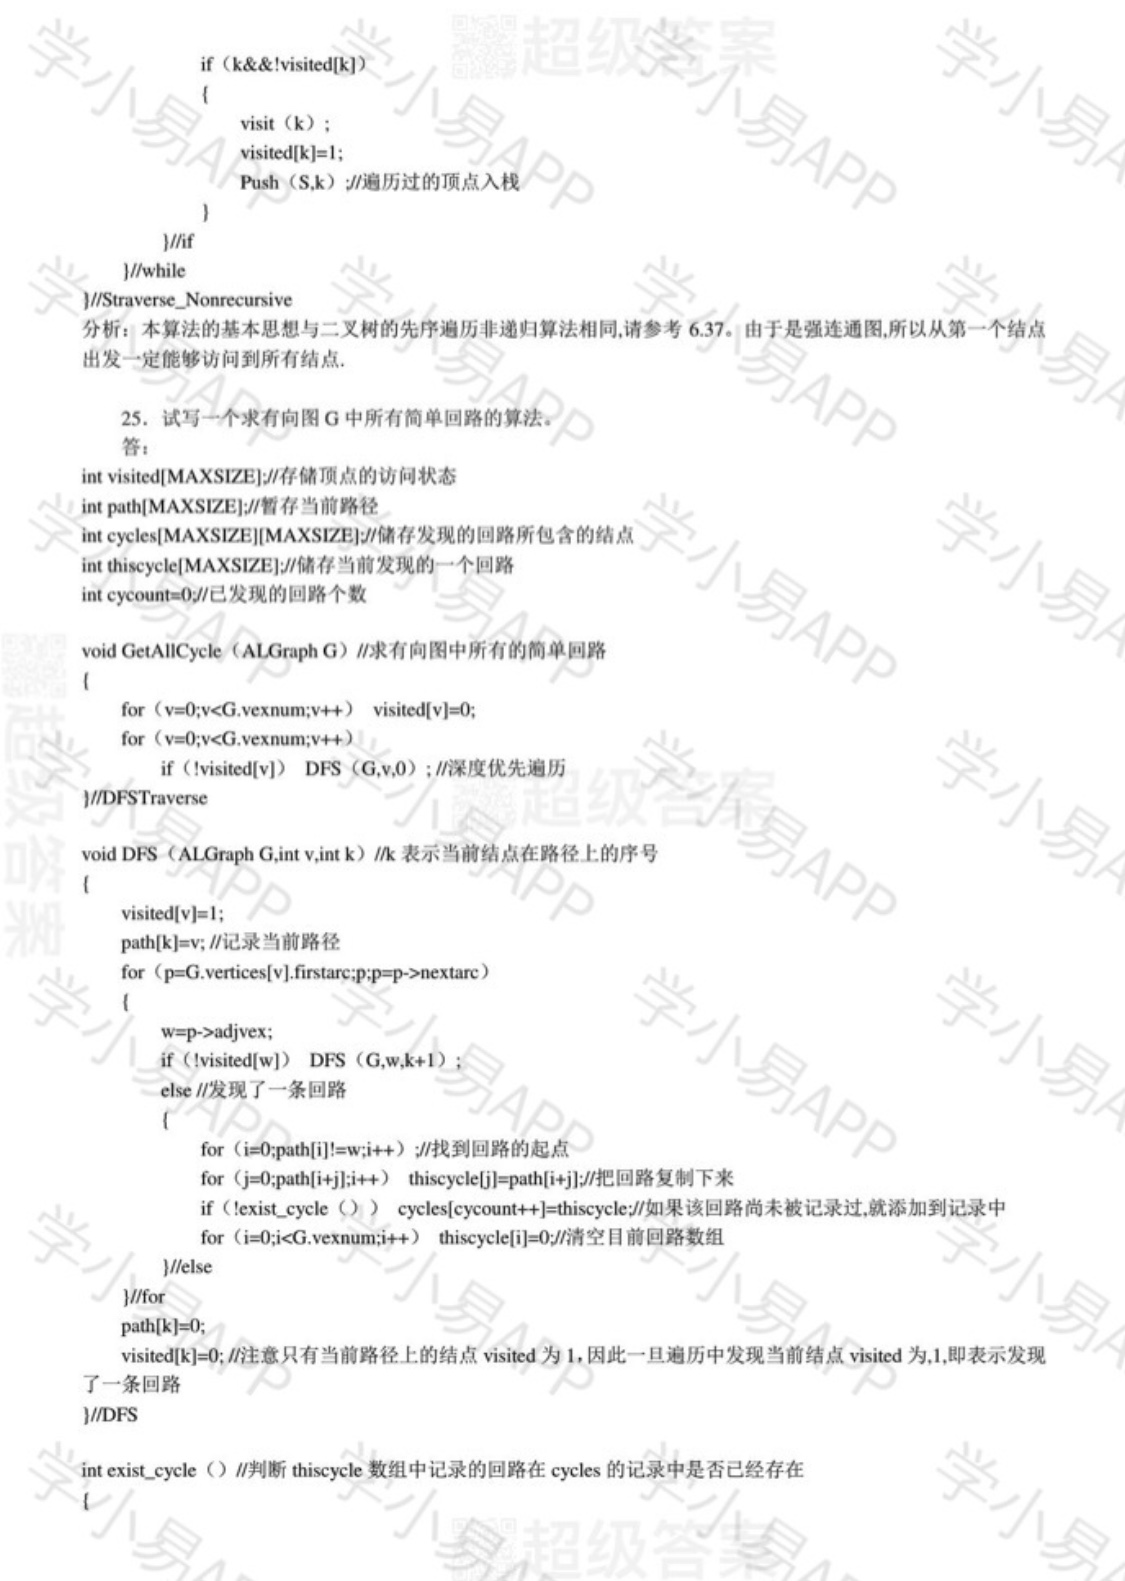 if（k&&!visited[k]）
{
visit（k）;
visited[k]=1;
Push（S,k）;//遍历过的顶点入栈
}
}//if
}//while
}//Straverse_Nonrecursive
分析：本算法的基本思想与二叉树的先序遍历非递归算法相同,请参考 6.37。由于是强连通图,所以从第一个结点
出发一定能够访问到所有结点.
25．试写一个求有向图 G 中所有简单回路的算法。
答：
int visited[MAXSIZE];//存储顶点的访问状态
int path[MAXSIZE];//暂存当前路径
int cycles[MAXSIZE][MAXSIZE];//储存发现的回路所包含的结点
int thiscycle[MAXSIZE];//储存当前发现的一个回路
int cycount=0;//已发现的回路个数
void GetAllCycle（ALGraph G）//求有向图中所有的简单回路
{
for（v=0;v<G.vexnum;v++） visited[v]=0;
for（v=0;v<G.vexnum;v++）
if（!visited[v]） DFS（G,v,0）; //深度优先遍历
}//DFSTraverse
void DFS（ALGraph G,int v,int k）//k 表示当前结点在路径上的序号
{
visited[v]=1;
path[k]=v; //记录当前路径
for（p=G.vertices[v].firstarc;p;p=p->nextarc）
{
w=p->adjvex;
if（!visited[w]） DFS（G,w,k+1）;
else //发现了一条回路
{
for（i=0;path[i]!=w;i++）;//找到回路的起点
for（j=0;path[i+j];i++） thiscycle[j]=path[i+j];//把回路复制下来
if（!exist_cycle（）） cycles[cycount++]=thiscycle;//如果该回路尚未被记录过,就添加到记录中
for（i=0;i<G.vexnum;i++） thiscycle[i]=0;//清空目前回路数组
}//else
}//for
path[k]=0;
visited[k]=0; //注意只有当前路径上的结点 visited 为 1，因此一旦遍历中发现当前结点 visited 为,1,即表示发现
了一条回路
}//DFS
int exist_cycle（）//判断 thiscycle 数组中记录的回路在 cycles 的记录中是否已经存在
{
学小易APP
超级答案